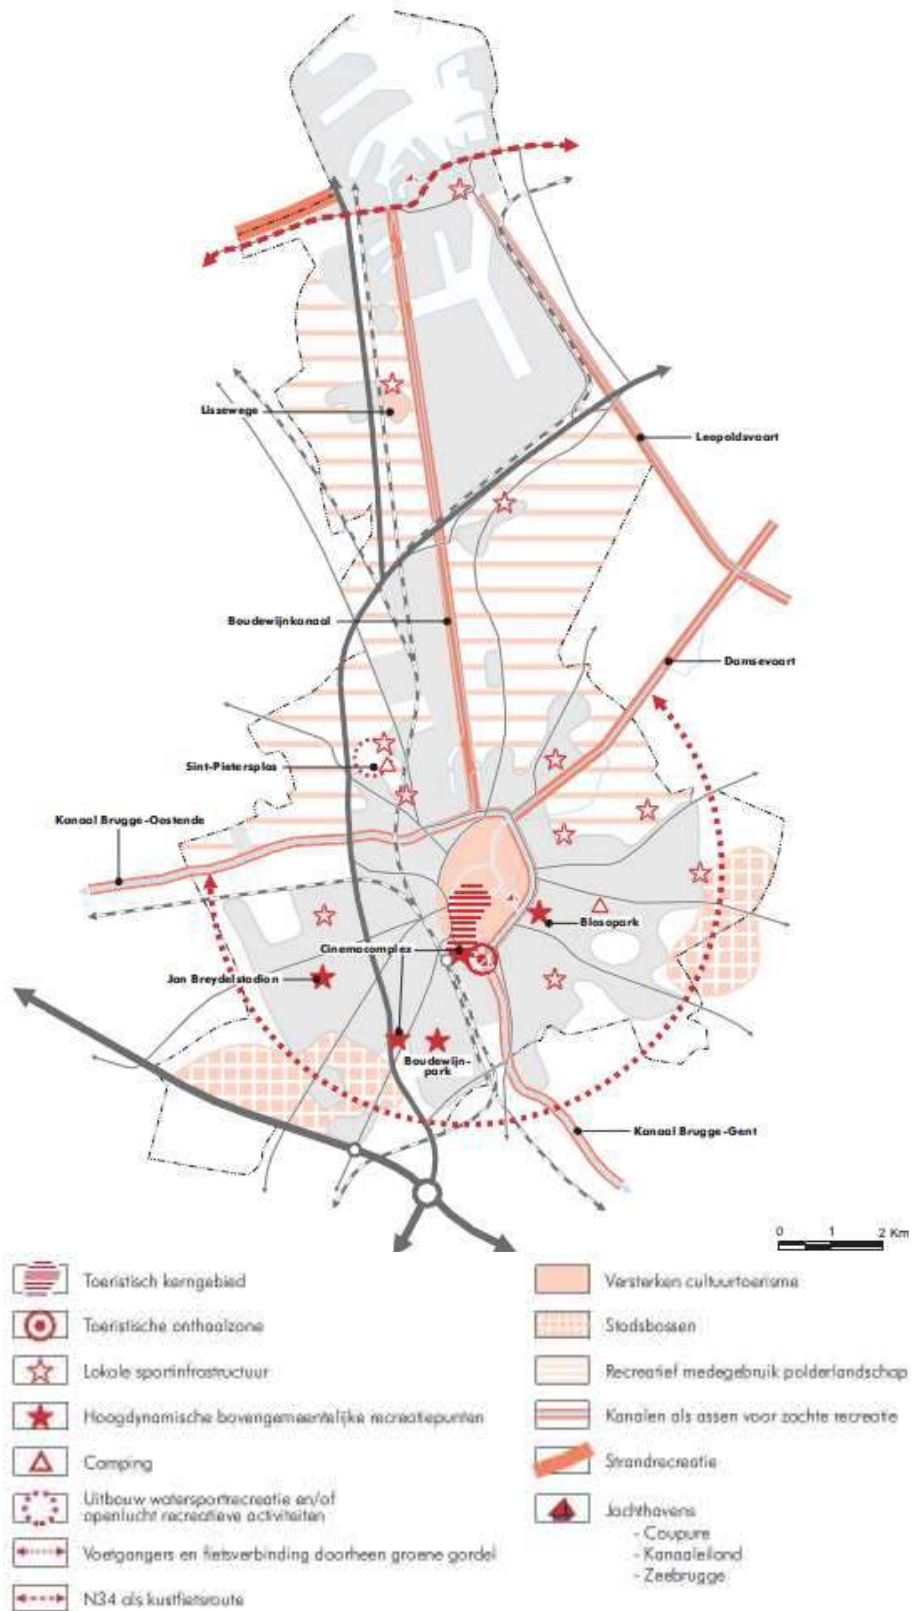 Lissewege
Leopoldsvaart
Boudewijnkanaal
Damsevaart
Sint-Pietersplas
Kanaal Brugge-Oostende
Blosopark
Cinemacomplex
Jan Breydelstadion
Boudewijn-
park
Kanaal Brugge-Gent
0 1 2 Km
Toeristisch kerngebied
Toeristische onthaalzone
Lokale sportinfrastructuur
Hoogdynamische bovengemeentelijke recreatiepunten
Camping
Uitbouw watersportrecreatie en/of
openlucht recreatieve activiteiten
Voetgangers en fietsverbinding doorheen groene gordel
N34 als kustfietsroute
Versterken cultuurtoerisme
Stadsbossen
Recreatief medegebruik polderlandschap
Kanalen als assen voor zachte recreatie
Strandrecreatie
Jachthavens
- Coupure
- Kanaaleiland
- Zeebrugge